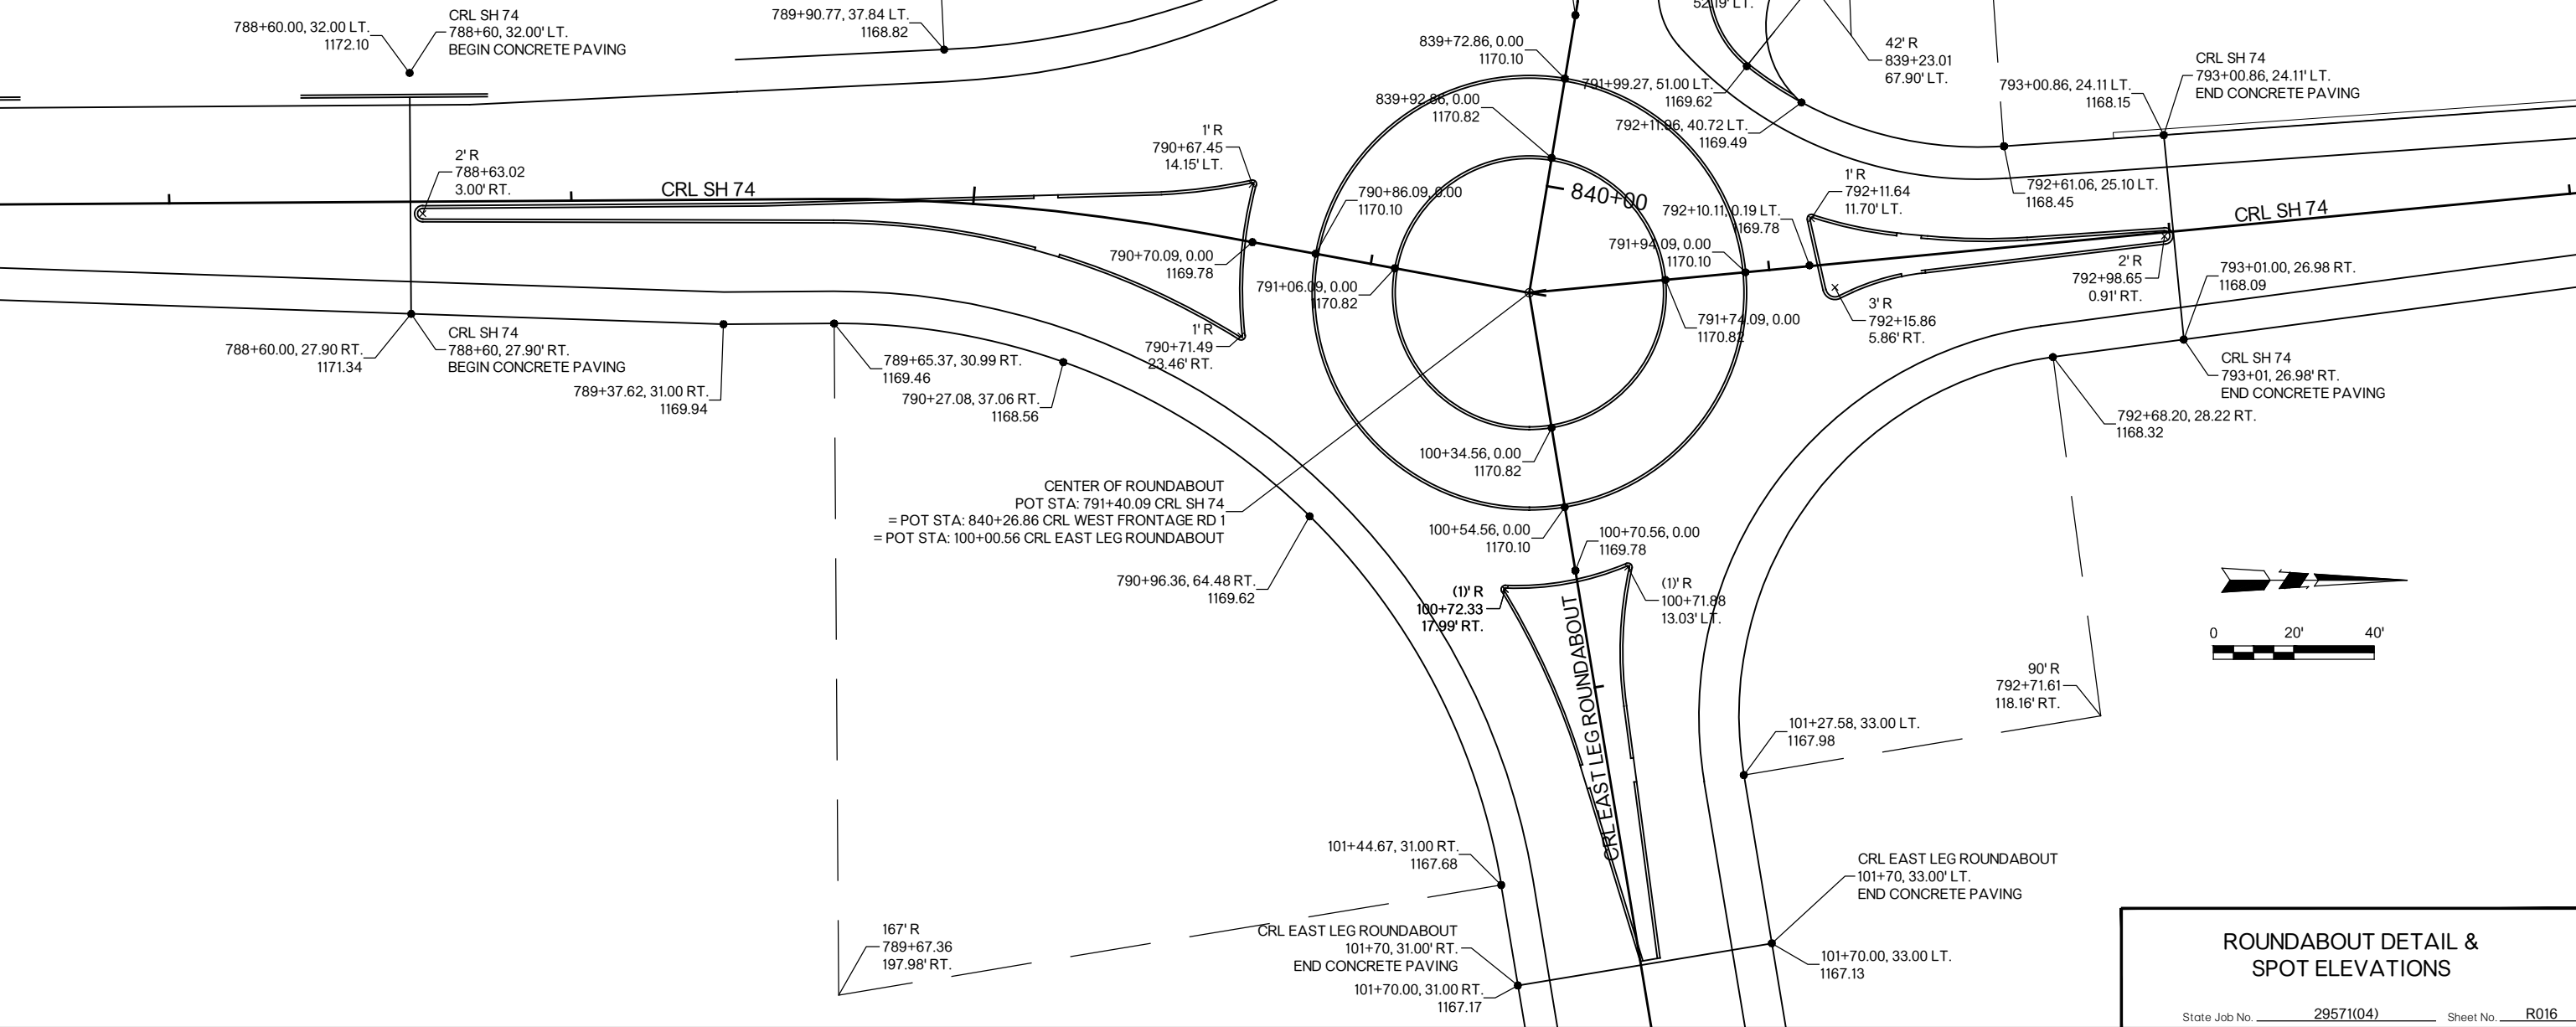 788+60.00, 32.00 LT.
1172.10
CRL SH 74
788+60, 32.00' LT.
BEGIN CONCRETE PAVING
789+90.77, 37.84 LT.
1168.82
52.19' LT.
839+72.86, 0.00
1170.10
791+99.27, 51.00 LT.
1169.62
839+92.86, 0.00
1170.82
792+11.96, 40.72 LT.
1169.49
42' R
839+23.01
67.90' LT.
793+00.86, 24.11 LT.
1168.15
CRL SH 74
793+00.86, 24.11' LT.
END CONCRETE PAVING
2' R
788+63.02
3.00' RT.
CRL SH 74
1' R
790+67.45
14.15' LT.
790+86.09, 0.00
1170.10
840+00
792+10.11, 0.19 LT.
1169.78
1' R
792+11.64
11.70' LT.
792+61.06, 25.10 LT.
1168.45
CRL SH 74
790+70.09, 0.00
1169.78
791+06.09, 0.00
1170.82
791+94.09, 0.00
1170.10
791+74.09, 0.00
1170.82
2' R
792+98.65
0.91' RT.
793+01.00, 26.98 RT.
1168.09
3' R
792+15.86
5.86' RT.
788+60.00, 27.90 RT.
1171.34
CRL SH 74
788+60, 27.90' RT.
BEGIN CONCRETE PAVING
789+37.62, 31.00 RT.
1169.94
789+65.37, 30.99 RT.
1169.46
790+27.08, 37.06 RT.
1168.56
1' R
790+71.49
23.46' RT.
CRL SH 74
793+01, 26.98' RT.
END CONCRETE PAVING
792+68.20, 28.22 RT.
1168.32
100+34.56, 0.00
1170.82
CENTER OF ROUNDABOUT
POT STA: 791+40.09 CRL SH 74
= POT STA: 840+26.86 CRL WEST FRONTAGE RD 1
= POT STA: 100+00.56 CRL EAST LEG ROUNDABOUT
100+54.56, 0.00
1170.10
100+70.56, 0.00
1169.78
790+96.36, 64.48 RT.
1169.62
(1)' R
100+72.33
17.99' RT.
(1)' R
100+71.88
13.03' LT.
CRL EAST LEG ROUNDABOUT
0 20' 40'
90' R
792+71.61
118.16' RT.
101+27.58, 33.00 LT.
1167.98
101+44.67, 31.00 RT.
1167.68
CRL EAST LEG ROUNDABOUT
101+70, 33.00' LT.
END CONCRETE PAVING
167' R
789+67.36
197.98' RT.
CRL EAST LEG ROUNDABOUT
101+70, 31.00' RT.
END CONCRETE PAVING
101+70.00, 31.00 RT.
1167.17
101+70.00, 33.00 LT.
1167.13
ROUNDABOUT DETAIL &
SPOT ELEVATIONS
State Job No. 29571(04) Sheet No. R016